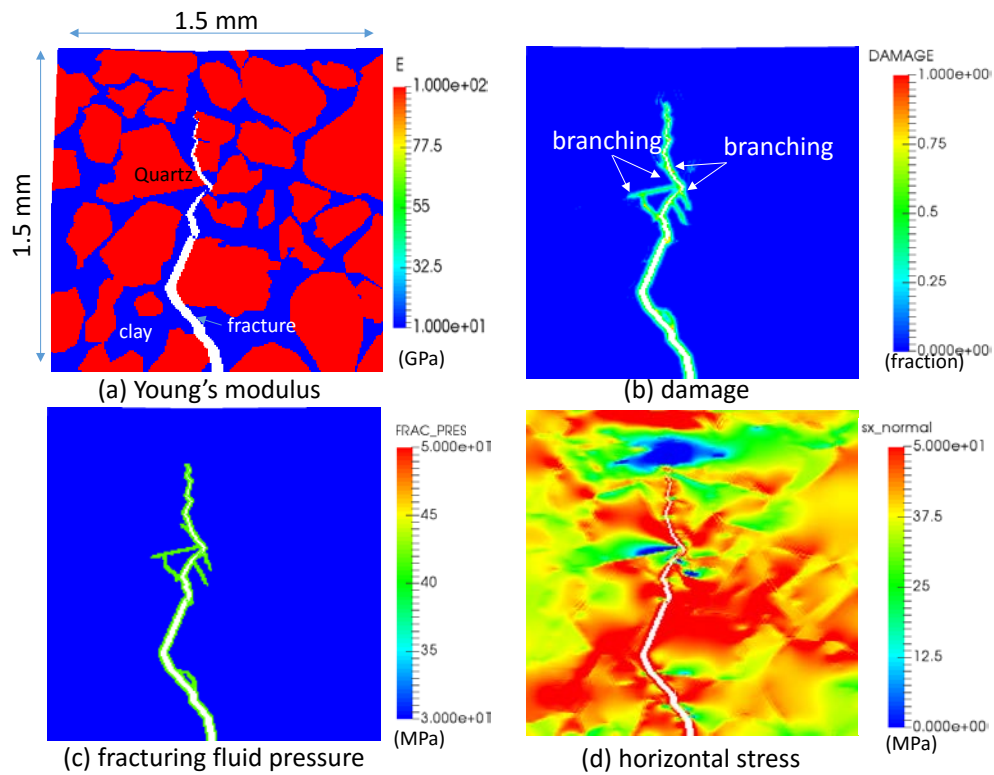 1.5 mm
1.5 mm
E
1.000e+02
77.5
55
32.5
1.000e+01
(GPa)
Quartz
clay
fracture
(a) Young's modulus
DAMAGE
1.000e+00
0.75
0.5
0.25
0.000e+00
(fraction)
branching
branching
(b) damage
FRAC_PRES
5.000e+01
45
40
35
3.000e+01
(MPa)
(c) fracturing fluid pressure
sx_normal
5.000e+01
37.5
25
12.5
0.000e+00
(MPa)
(d) horizontal stress